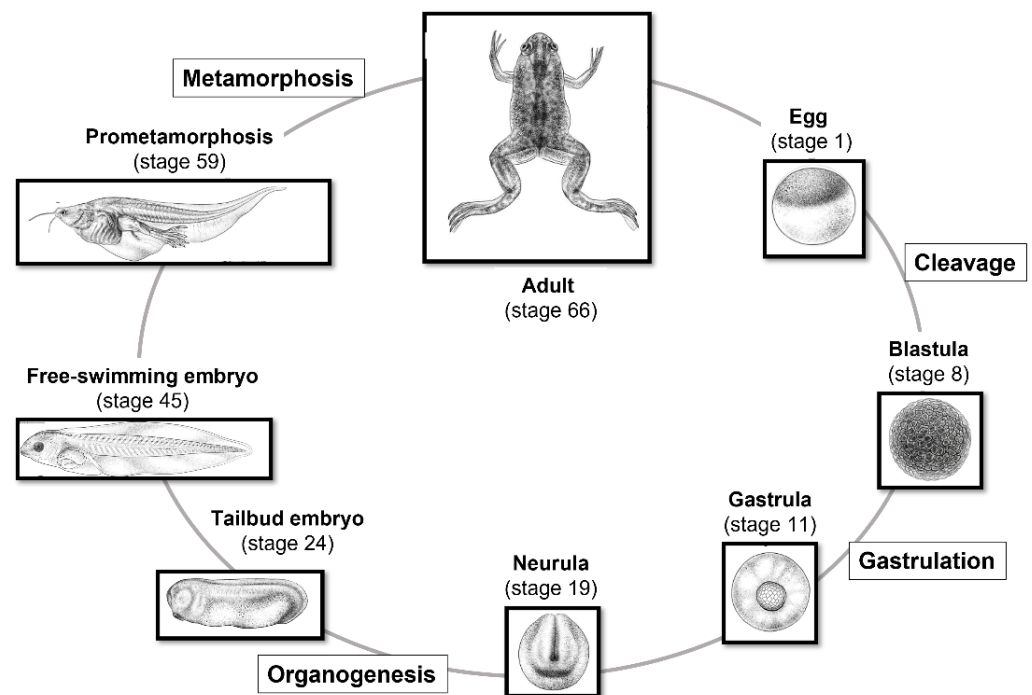 Metamorphosis
Prometamorphosis
(stage 59)
Adult
(stage 66)
Egg
(stage 1)
Cleavage
Blastula
(stage 8)
Free-swimming embryo
(stage 45)
Gastrula
(stage 11)
Gastrulation
Tailbud embryo
(stage 24)
Neurula
(stage 19)
Organogenesis